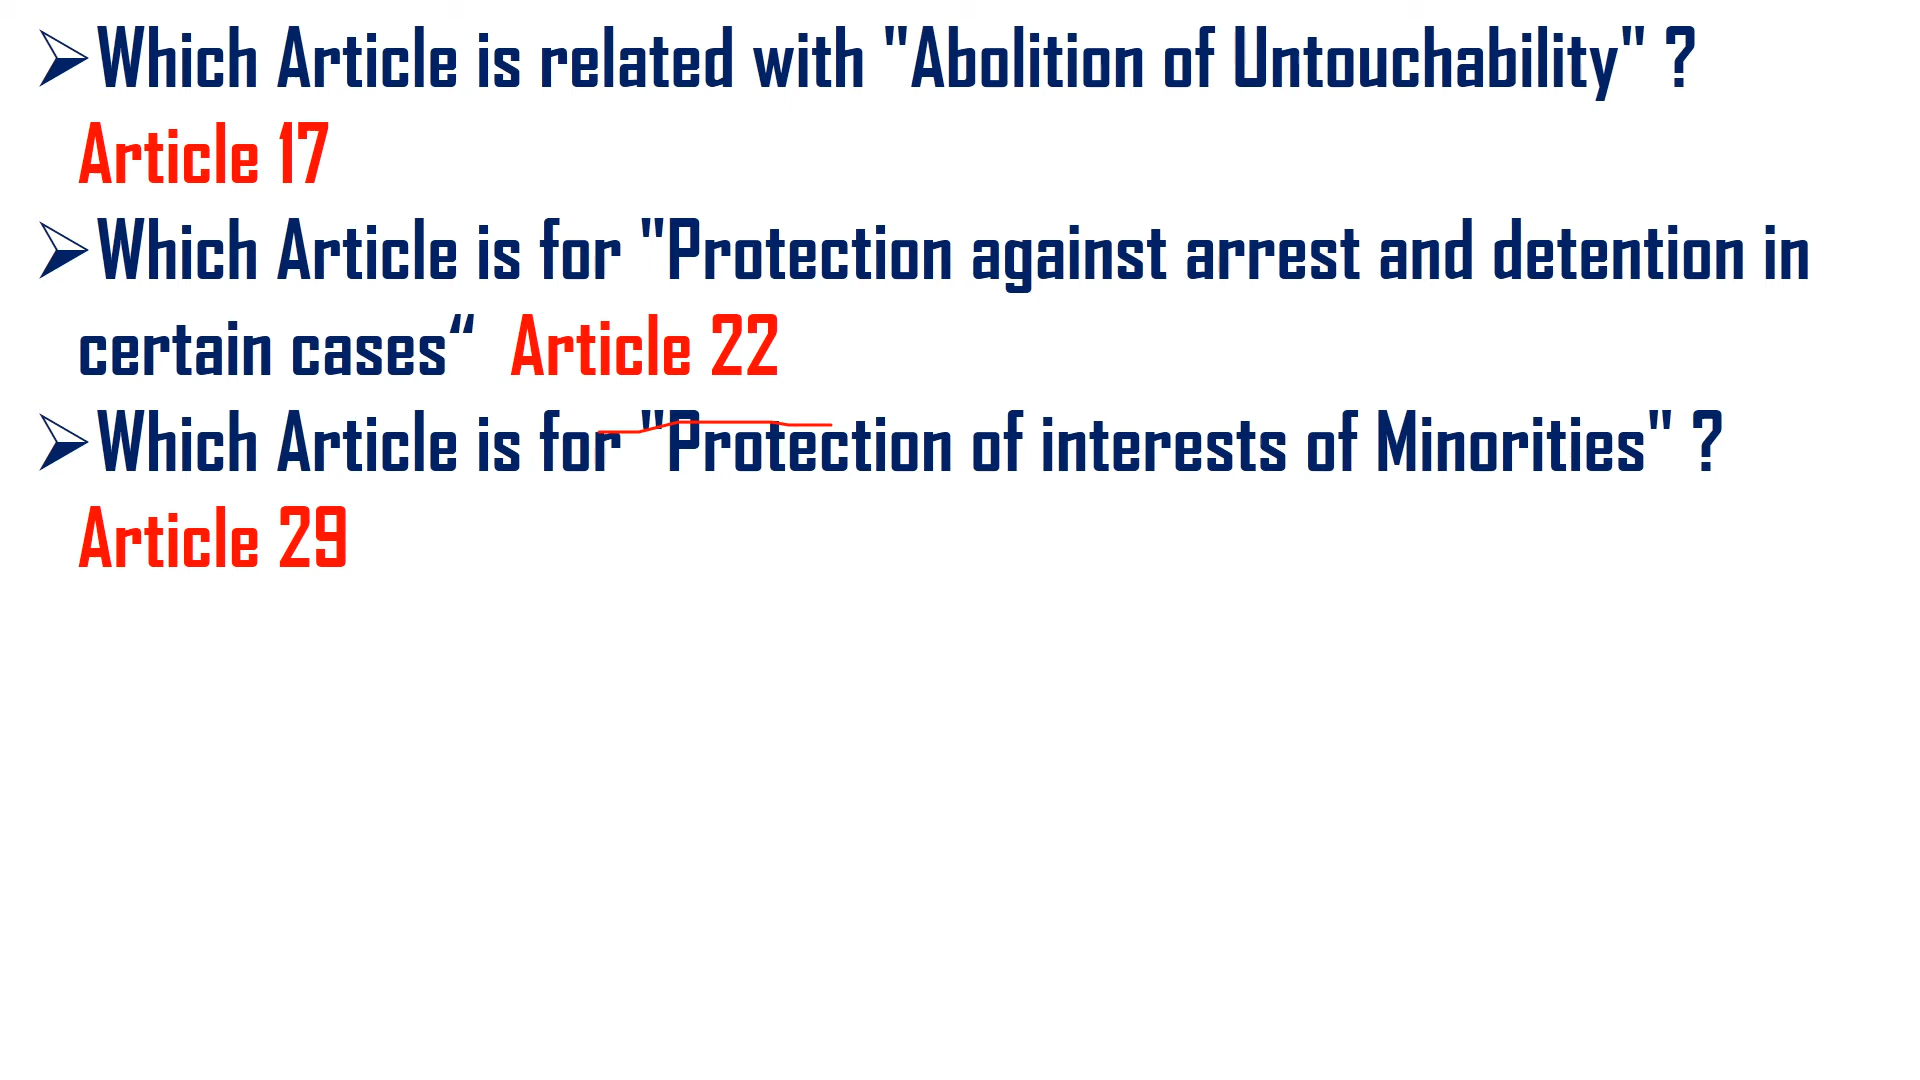 ➢Which Article is related with "Abolition of Untouchability" ?
Article 17
➢Which Article is for "Protection against arrest and detention in
certain cases“ Article 22
➢Which Article is for "Protection of interests of Minorities" ?
Article 29